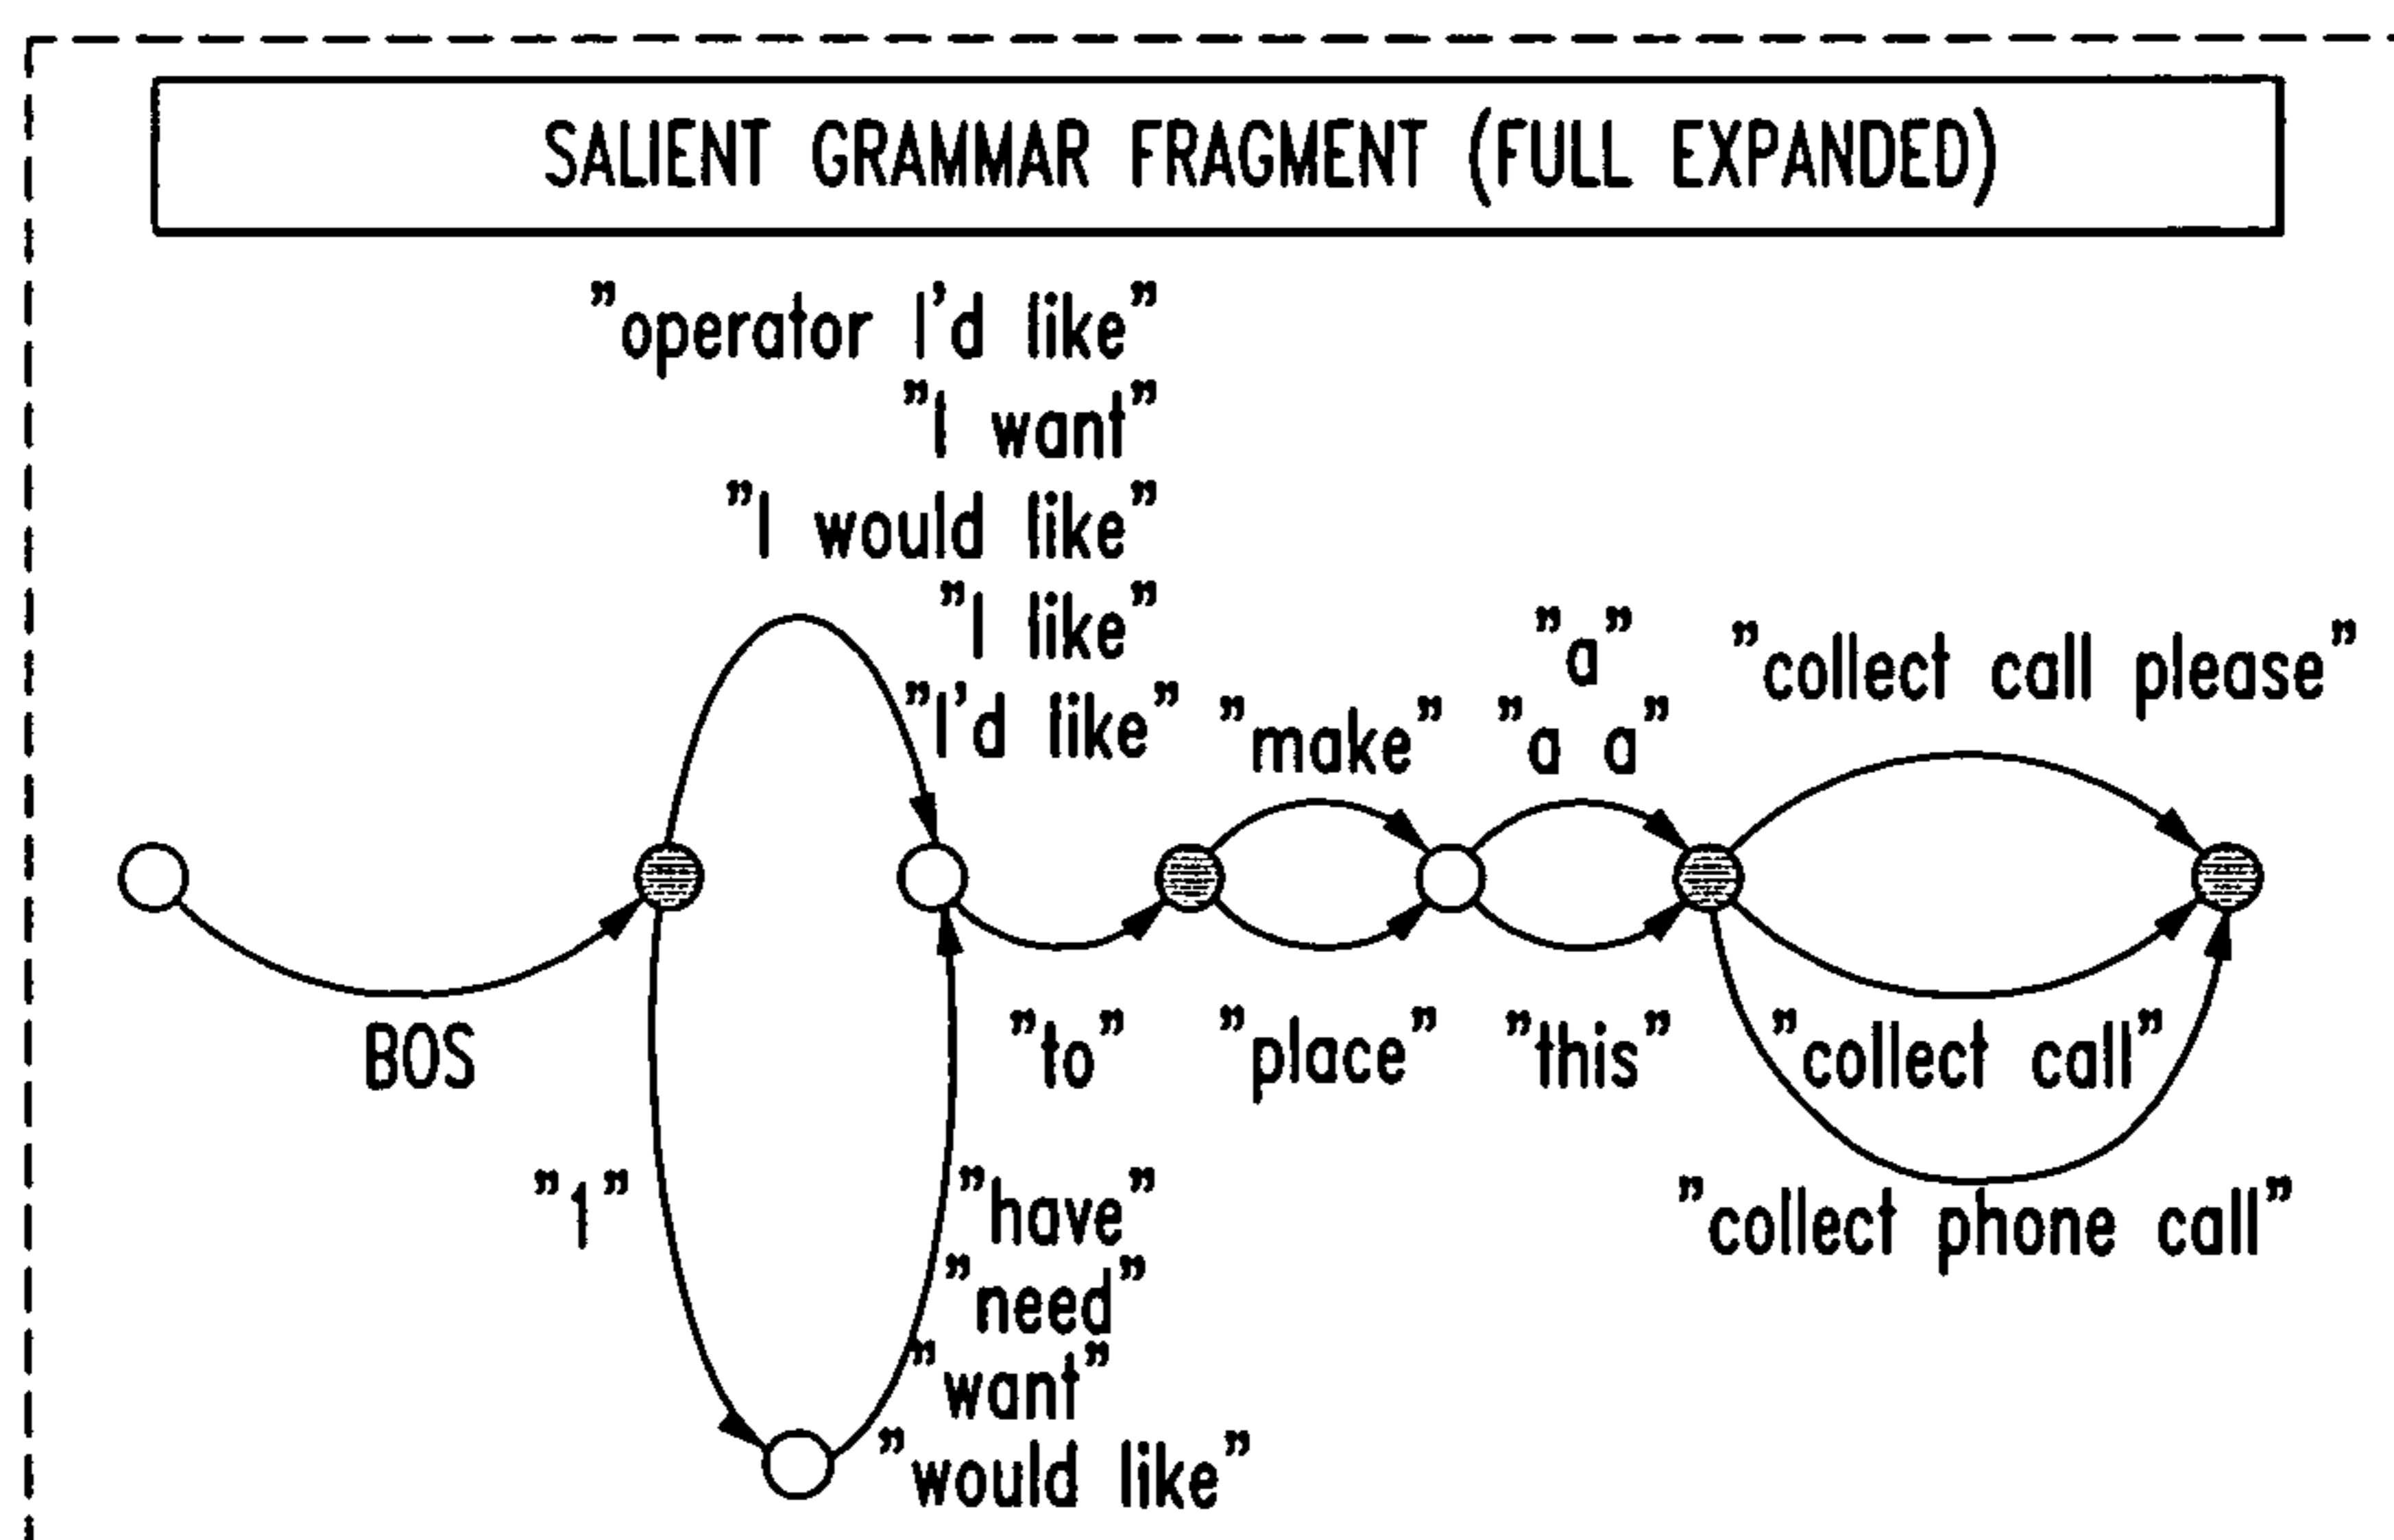 SALIENT GRAMMAR FRAGMENT (FULL EXPANDED)
"operator I'd like"
"I want"
"I would like"
"I like"
"I'd like"
"make"
"a"
"a a"
"collect call please"
BOS
"to"
"place"
"this"
"collect call"
"1"
"have"
"need"
"want"
"would like"
"collect phone call"